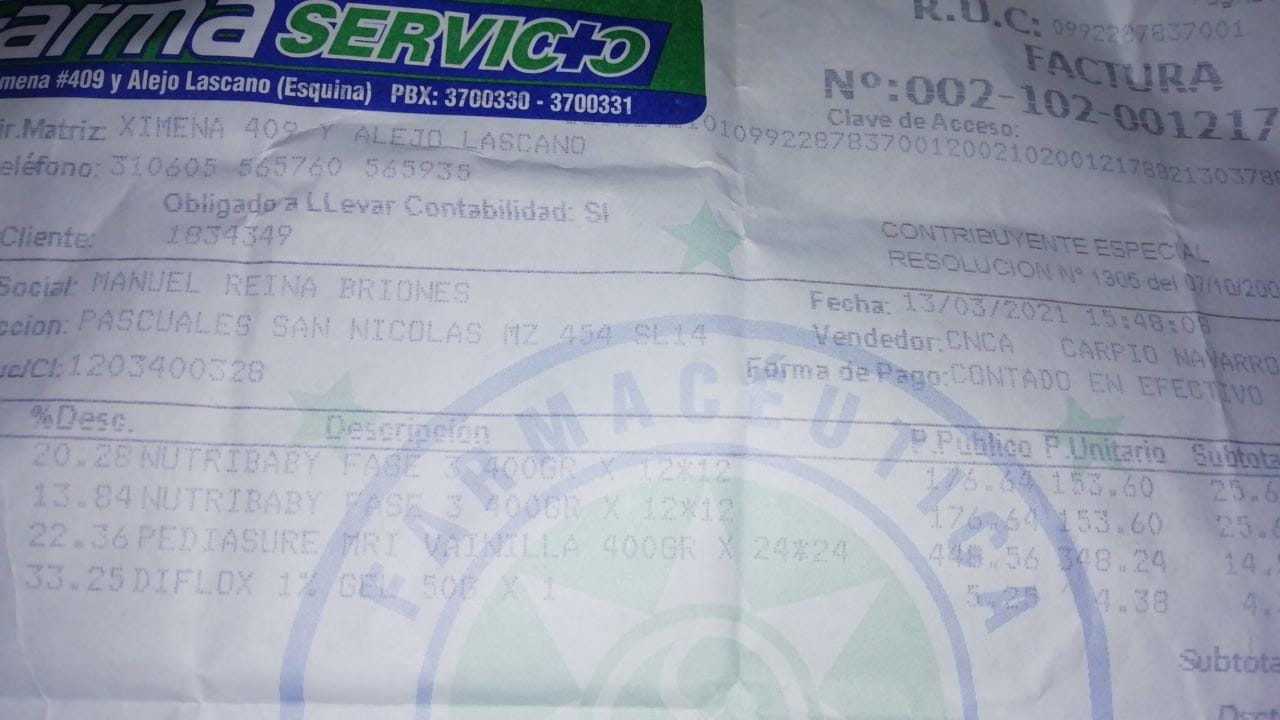 arma SERVICIO
mena #409 y Alejo Lascano (Esquina) PBX: 3700330 - 3700331
R.U.C: 0992287837001
FACTURA
Nº:002-102-001217
Clave de Acceso:
ir.Matriz: XIMENA 409 Y ALEJO LASCANO
eléfono: 310605 565760 565935
Obligado a LLevar Contabilidad: SI
Cliente: 1834349
CONTRIBUYENTE ESPECIAL
RESOLUCION Nº 1305 del 07/10/200
Social: MANUEL REINA BRIONES
ccion: PASCUALES SAN NICOLAS MZ 454 SL14
uc/CI: 1203400328
Fecha: 13/03/2021 15:48:08
Vendedor: CNCA CARPIO NAVARRO
Forma de Pago: CONTADO EN EFECTIVO
%Desc. Descripción P.Publico P.Unitario Subtota
20.28 NUTRIBABY FASE 3 400GR X 12*12 176.64 153.60 25.6
13.84 NUTRIBABY FASE 3 400GR X 12*12 176.64 153.60 25.6
22.36 PEDIASURE MRI VAINILLA 400GR X 24*24 448.56 348.24 14.
33.25 DIFLOX 1% GEL 50G X 1 5.25 4.38 4.
Subtota
FARMACÉUTICA